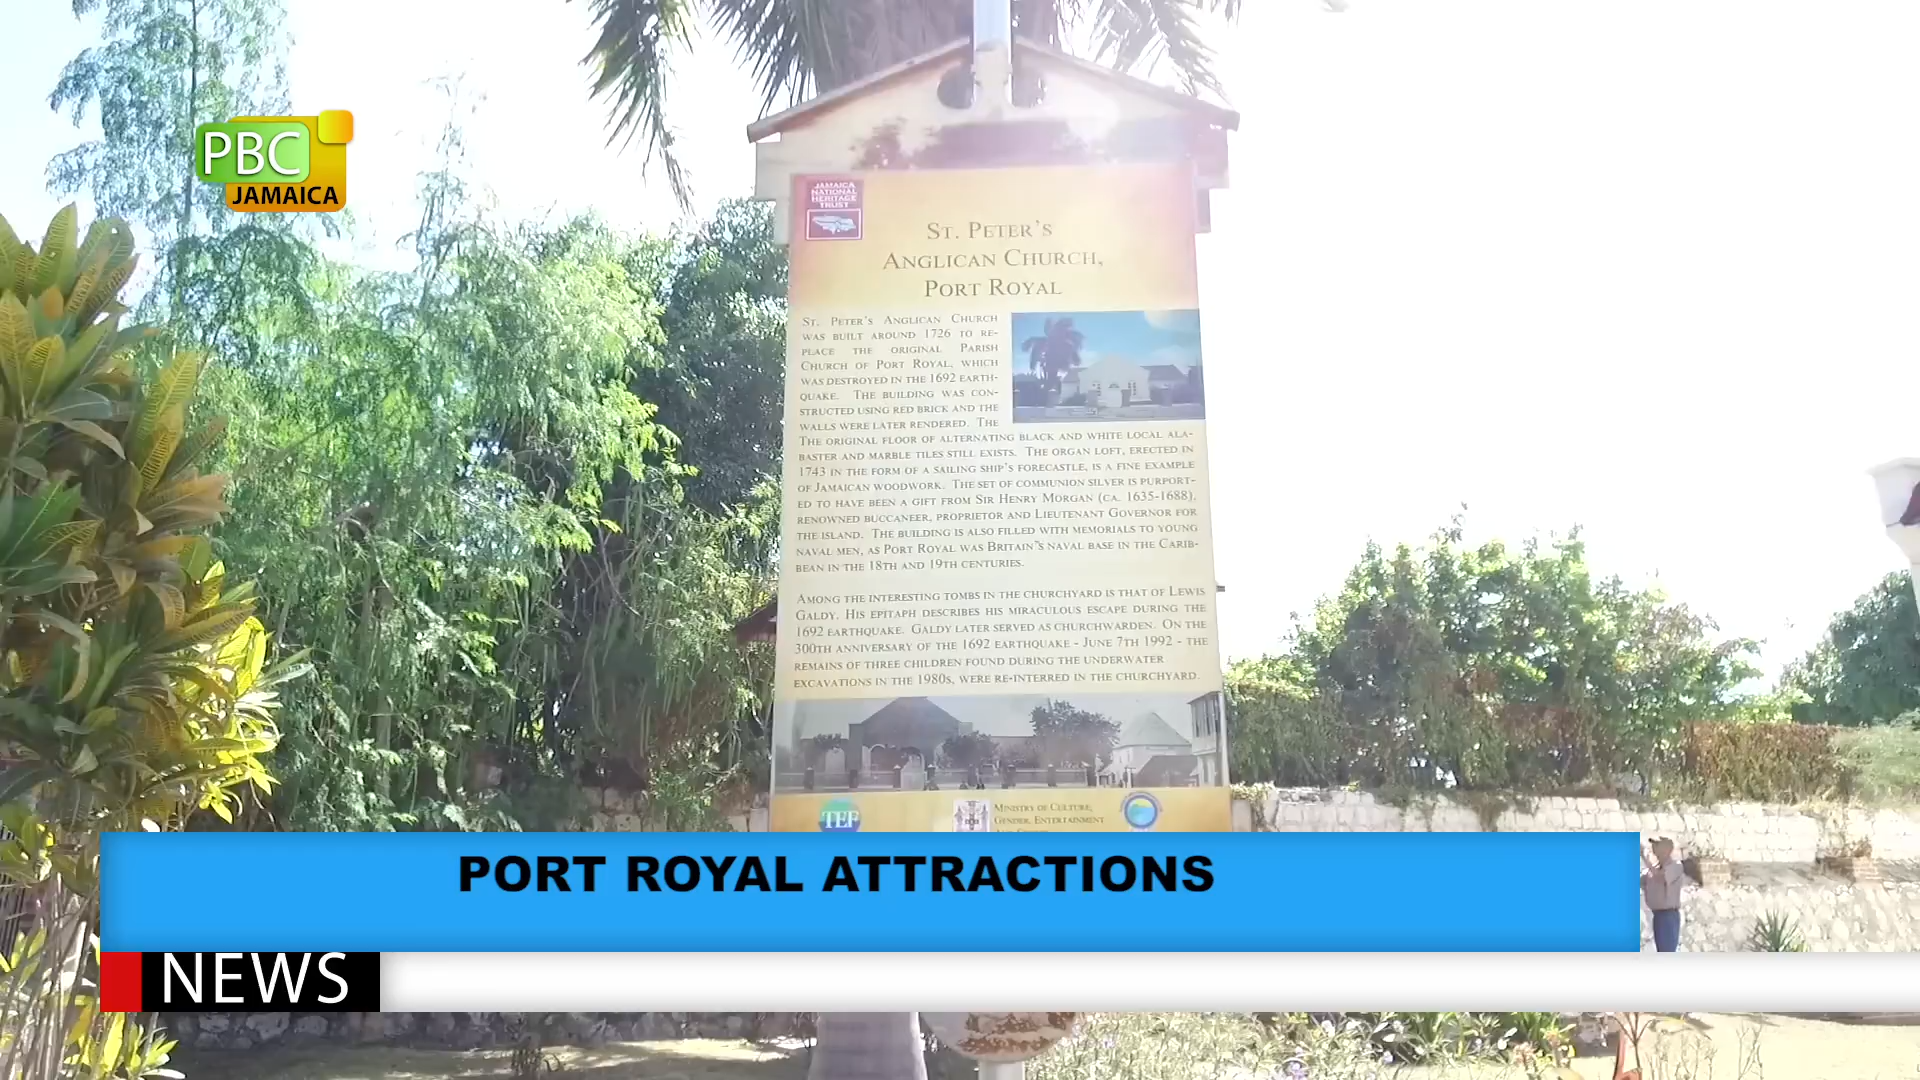 PBC
JAMAICA
JAMAICA
NATIONAL
HERITAGE
TRUST
St. Peter's
Anglican Church,
Port Royal
St. Peter's Anglican Church
was built around 1726 to re-
place the original Parish
Church of Port Royal, which
was destroyed in the 1692 earth-
quake. The building was con-
structed using red brick and the
walls were later rendered. The
The original floor of alternating black and white local ala-
baster and marble tiles still exists. The organ loft, erected in
1743 in the form of a sailing ship's forecastle, is a fine example
of Jamaican woodwork. The set of communion silver is purport-
ed to have been a gift from Sir Henry Morgan (ca. 1635-1688),
renowned buccaneer, proprietor and Lieutenant Governor for
the island. The building is also filled with memorials to young
naval men, as Port Royal was Britain's naval base in the Carib-
bean in the 18th and 19th centuries.
Among the interesting tombs in the churchyard is that of Lewis
Galdy. His epitaph describes his miraculous escape during the
1692 earthquake. Galdy later served as churchwarden. On the
300th anniversary of the 1692 earthquake - June 7th 1992 - the
remains of three children found during the underwater
excavations in the 1980s, were re-interred in the churchyard.
TEF
Ministry of Culture,
Gender, Entertainment
PORT ROYAL ATTRACTIONS
NEWS